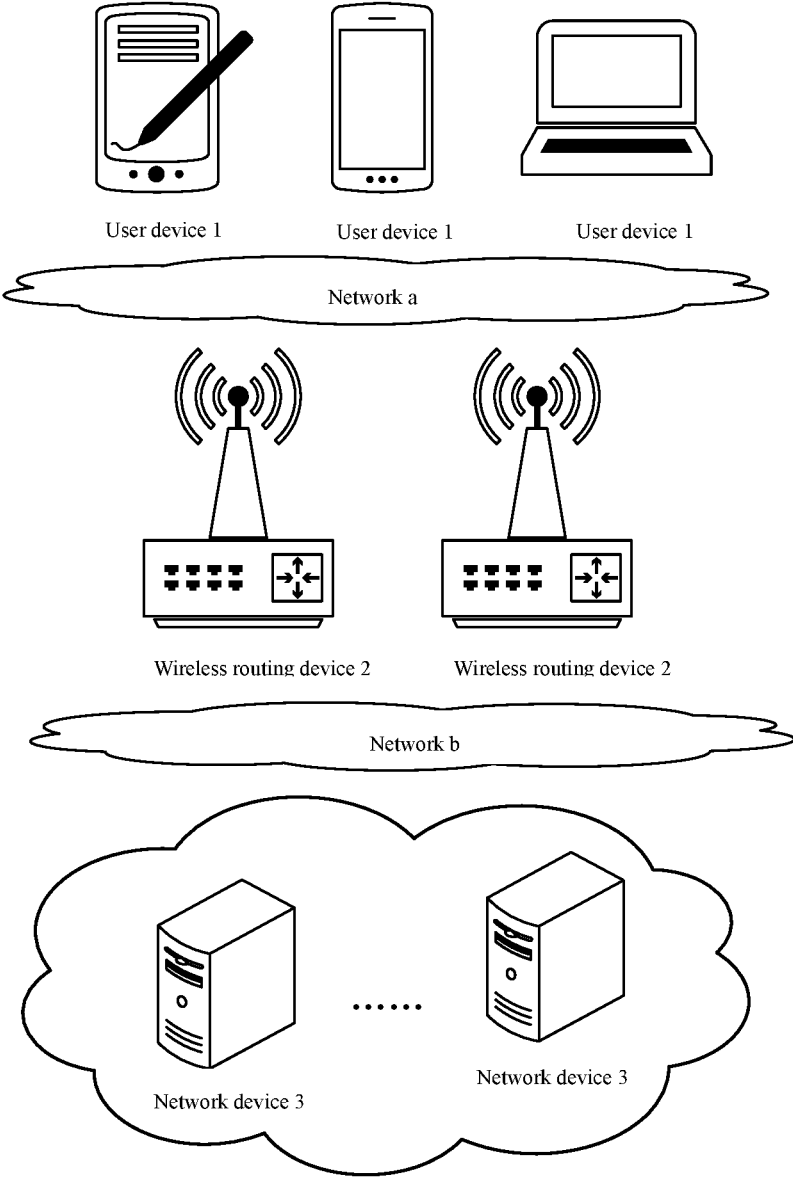 User device 1
User device 1
User device 1
Network a
Wireless routing device 2
Wireless routing device 2
Network b
Network device 3
Network device 3